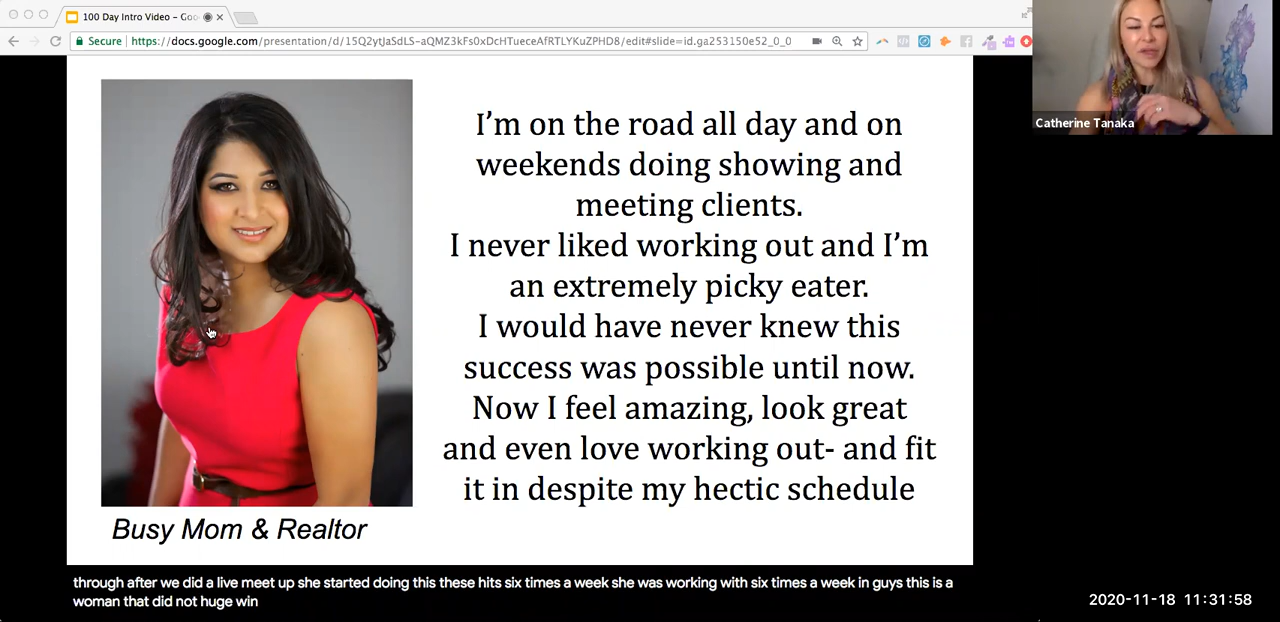 100 Day Intro Video - Goo
Secure
https://docs.google.com/presentation/d/15Q2ytJaSdLS-aQMZ3kFs0xDcHTueceAfRTLYKuZPHD8/edit#slide=id.ga253150e52_0_0
Catherine Tanaka
I’m on the road all day and on
weekends doing showing and
meeting clients.
I never liked working out and I’m
an extremely picky eater.
I would have never knew this
success was possible until now.
Now I feel amazing, look great
and even love working out- and fit
it in despite my hectic schedule
Busy Mom & Realtor
through after we did a live meet up she started doing this these hits six times a week she was working with six times a week in guys this is a
woman that did not huge win
2020-11-18 11:31:58